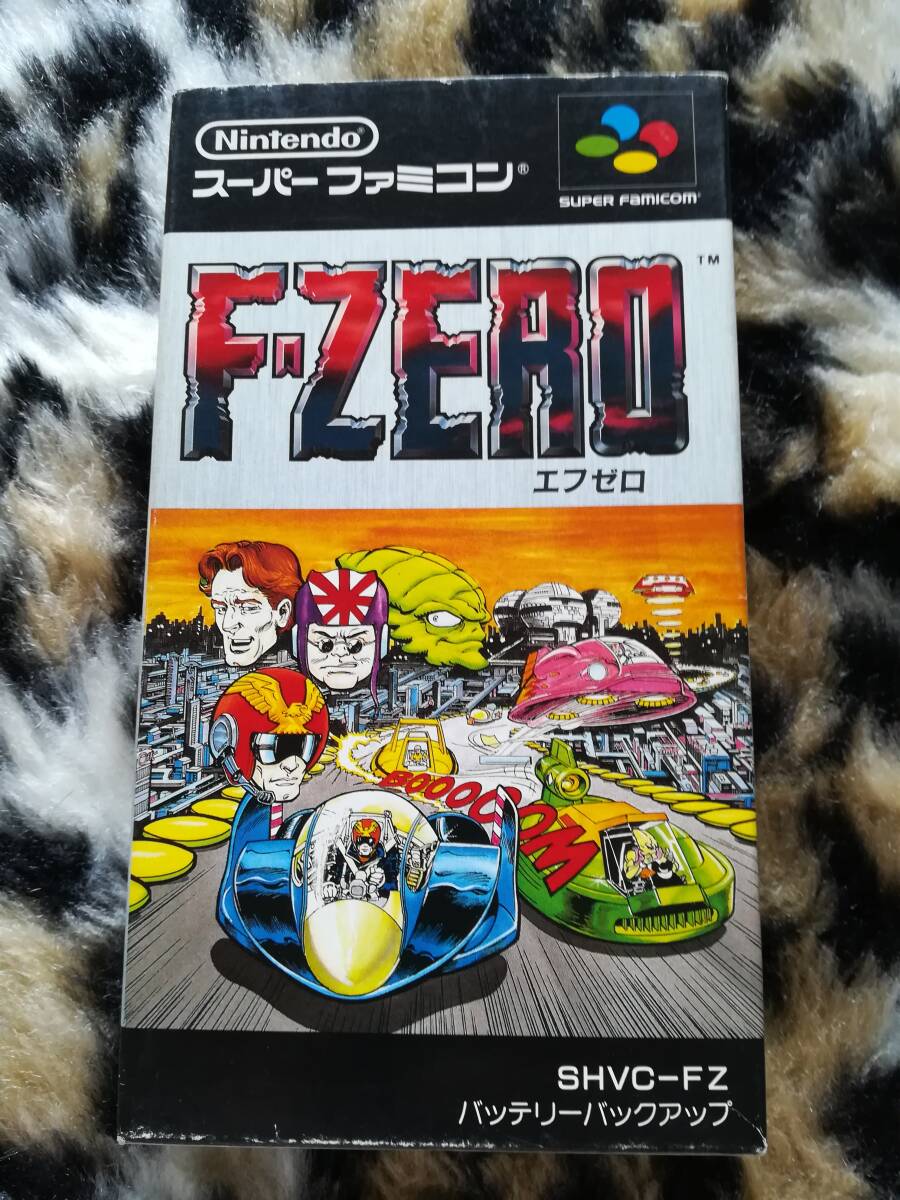 Nintendo®
スーパーファミコン®
SUPER FAMICOM®
F-ZERO™
エフゼロ
BOOOOOOM
SHVC-FZ
バッテリーバックアップ